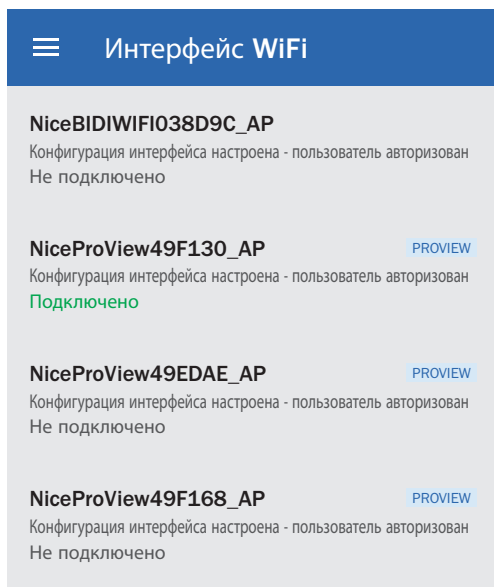 Интерфейс WiFi
NiceBIDIWIFI038D9C_AP
Конфигурация интерфейса настроена - пользователь авторизован
Не подключено
NiceProView49F130_AP PROVIEW
Конфигурация интерфейса настроена - пользователь авторизован
Подключено
NiceProView49EDAE_AP PROVIEW
Конфигурация интерфейса настроена - пользователь авторизован
Не подключено
NiceProView49F168_AP PROVIEW
Конфигурация интерфейса настроена - пользователь авторизован
Не подключено